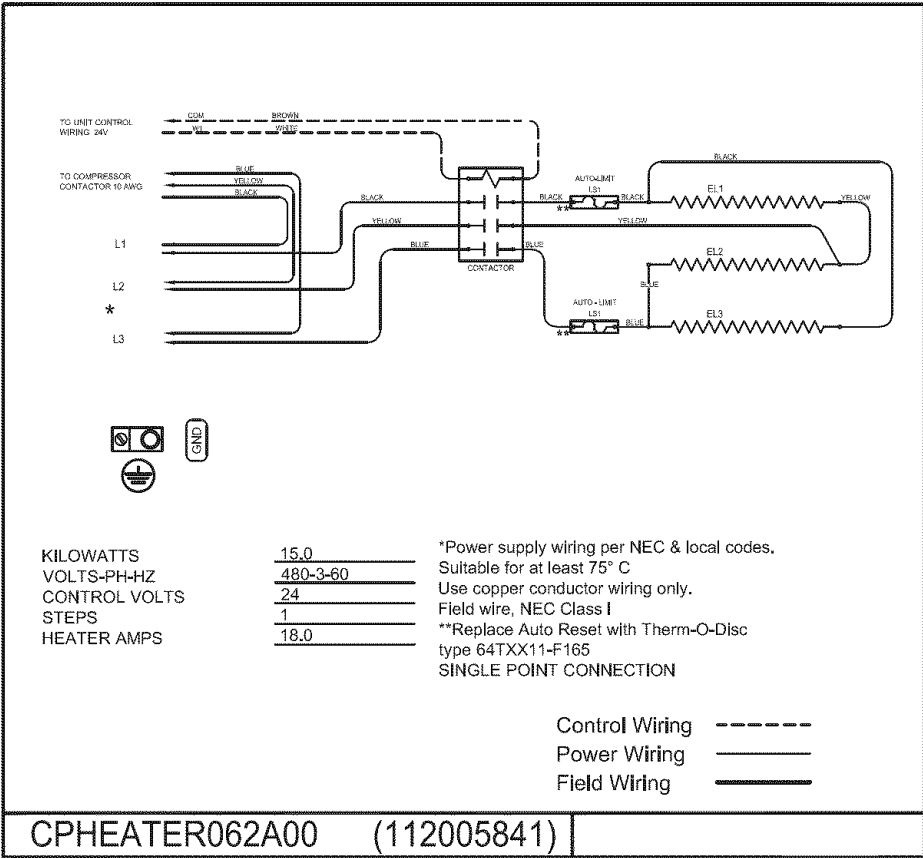 TO UNIT CONTROL
WIRING 24V
COM
BROWN
W1
WHITE
TO COMPRESSOR
CONTACTOR 10 AWG
BLUE
YELLOW
BLACK
L1
L2
*
L3
BLACK
YELLOW
BLUE
CONTACTOR
BLACK
AUTO-LIMIT
LS1
**
BLACK
BLACK
EL1
YELLOW
YELLOW
BLUE
EL2
BLUE
AUTO - LIMIT
LS1
**
BLUE
EL3
GND
KILOWATTS 15.0
VOLTS-PH-HZ 480-3-60
CONTROL VOLTS 24
STEPS 1
HEATER AMPS 18.0
*Power supply wiring per NEC & local codes.
Suitable for at least 75° C
Use copper conductor wiring only.
Field wire, NEC Class I
**Replace Auto Reset with Therm-O-Disc
type 64TXX11-F165
SINGLE POINT CONNECTION
Control Wiring
Power Wiring
Field Wiring
CPHEATER062A00 (112005841)